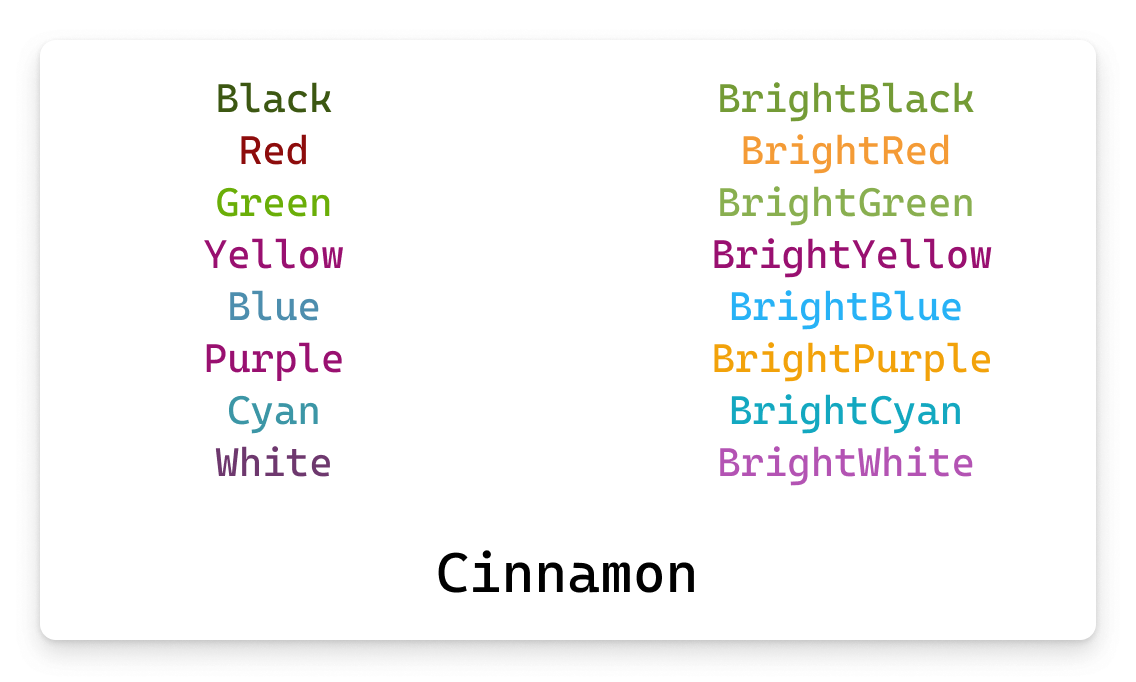 Black BrightBlack
Red BrightRed
Green BrightGreen
Yellow BrightYellow
Blue BrightBlue
Purple BrightPurple
Cyan BrightCyan
White BrightWhite
Cinnamon